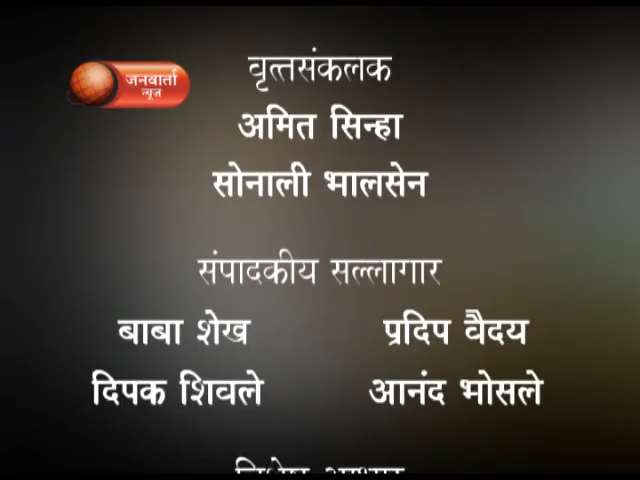 जनवार्ता
न्यूज
वृत्तसंकलक
अमित सिन्हा
सोनाली भालसेन
संपादकीय सल्लागार
बाबा शेख प्रदिप वैदय
दिपक शिवले आनंद भोसले